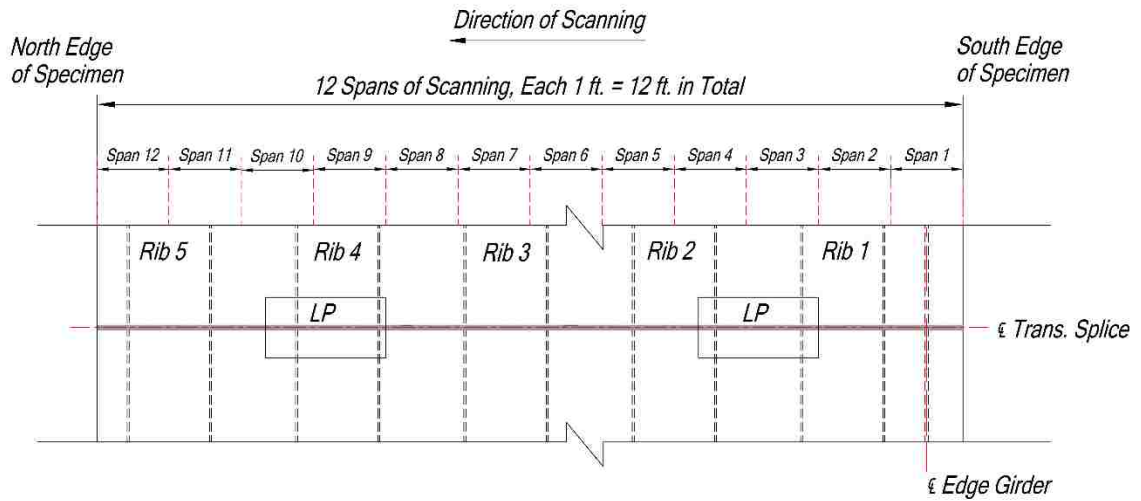 Direction of Scanning
North Edge
of Specimen
South Edge
of Specimen
12 Spans of Scanning, Each 1 ft. = 12 ft. in Total
Span 12
Span 11
Span 10
Span 9
Span 8
Span 7
Span 6
Span 5
Span 4
Span 3
Span 2
Span 1
Rib 5
Rib 4
Rib 3
Rib 2
Rib 1
LP
LP
℄ Trans. Splice
℄ Edge Girder